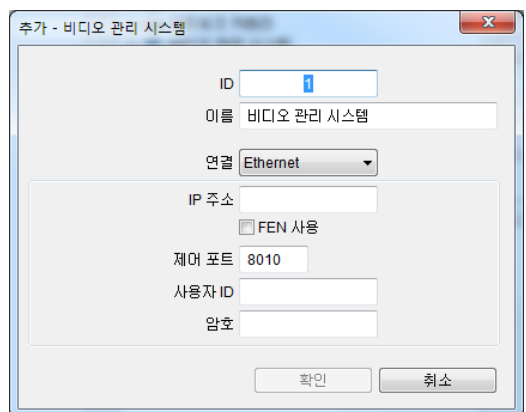 추가 - 비디오 관리 시스템
ID 1
이름 비디오 관리 시스템
연결 Ethernet
IP 주소
FEN 사용
제어 포트 8010
사용자 ID
암호
확인 취소